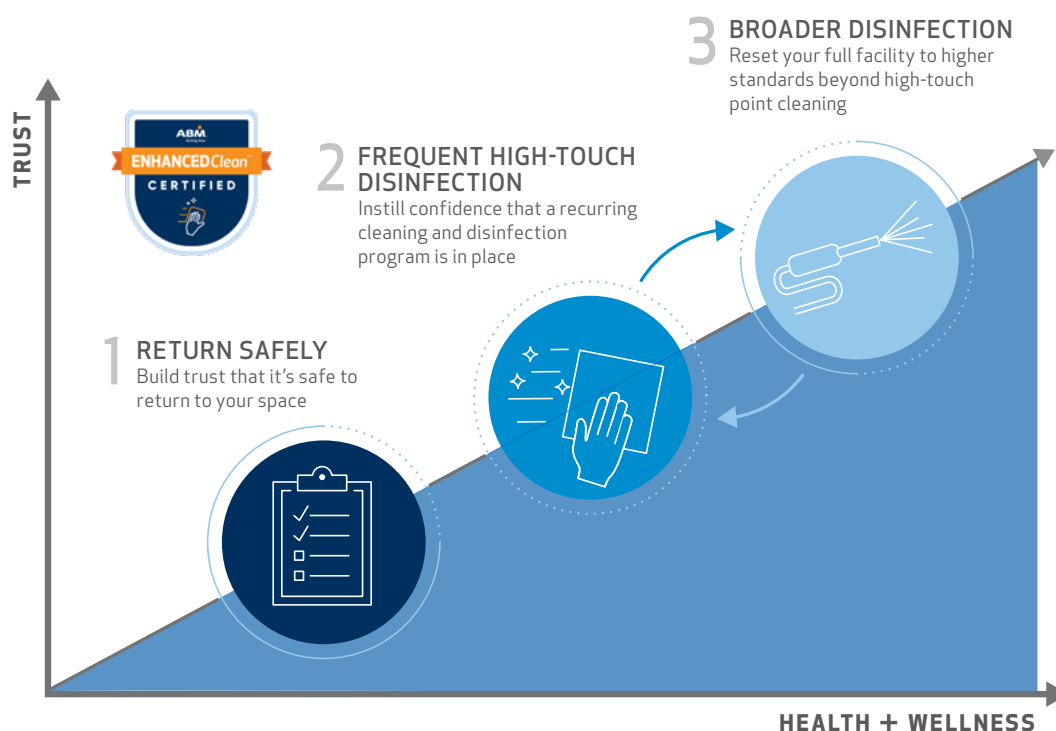 3 BROADER DISINFECTION
Reset your full facility to higher
standards beyond high-touch
point cleaning
TRUST
ABM
ENHANCEDClean™
CERTIFIED
2 FREQUENT HIGH-TOUCH
DISINFECTION
Instill confidence that a recurring
cleaning and disinfection
program is in place
1 RETURN SAFELY
Build trust that it's safe to
return to your space
HEALTH + WELLNESS